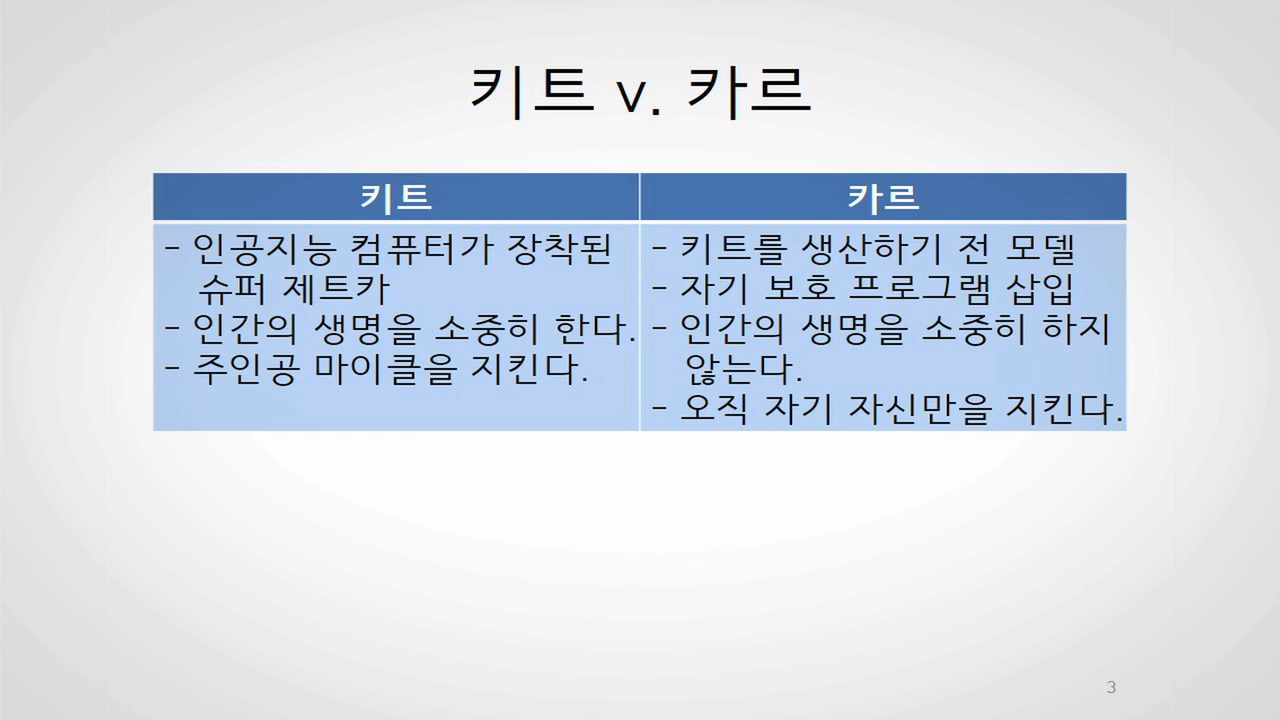 키트 v. 카르
키트
- 인공지능 컴퓨터가 장착된
슈퍼 제트카
- 인간의 생명을 소중히 한다.
- 주인공 마이클을 지킨다.
카르
- 키트를 생산하기 전 모델
- 자기 보호 프로그램 삽입
- 인간의 생명을 소중히 하지
않는다.
- 오직 자기 자신만을 지킨다.
3